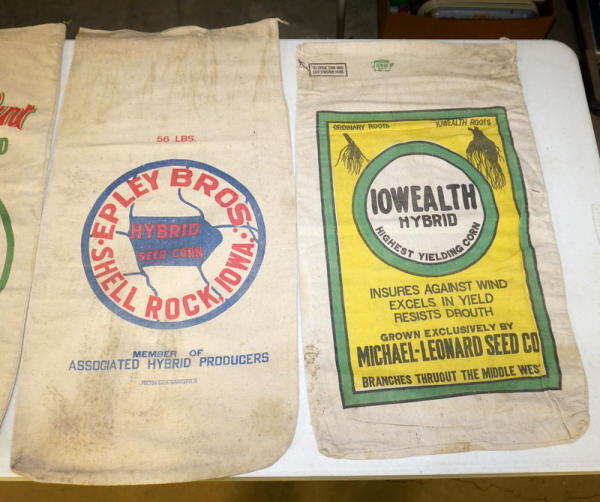 56 LBS.
EPLEY BROS.
HYBRID
SEED CORN
SHELL ROCK, IOWA.
MEMBER OF
ASSOCIATED HYBRID PRODUCERS
ORDINARY ROOTS
IOWEALTH ROOTS
IOWEALTH
HYBRID
HIGHEST YIELDING CORN
INSURES AGAINST WIND
EXCELS IN YIELD
RESISTS DROUTH
GROWN EXCLUSIVELY BY
MICHAEL-LEONARD SEED CO
BRANCHES THRUOUT THE MIDDLE WES